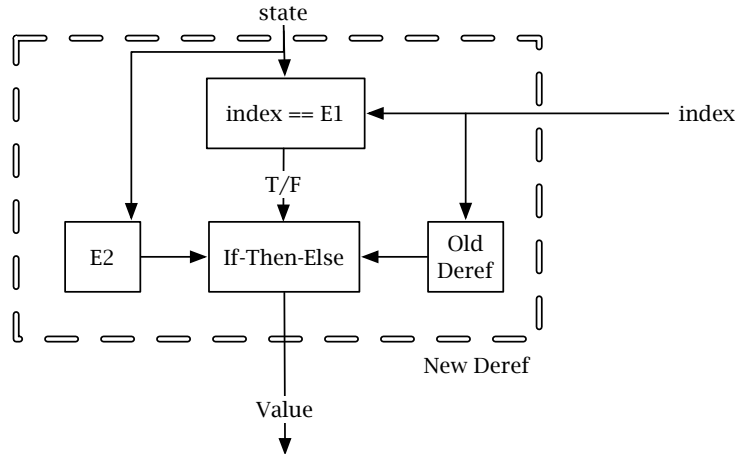 state
index == E1
index
T/F
E2
If-Then-Else
Old
Deref
New Deref
Value